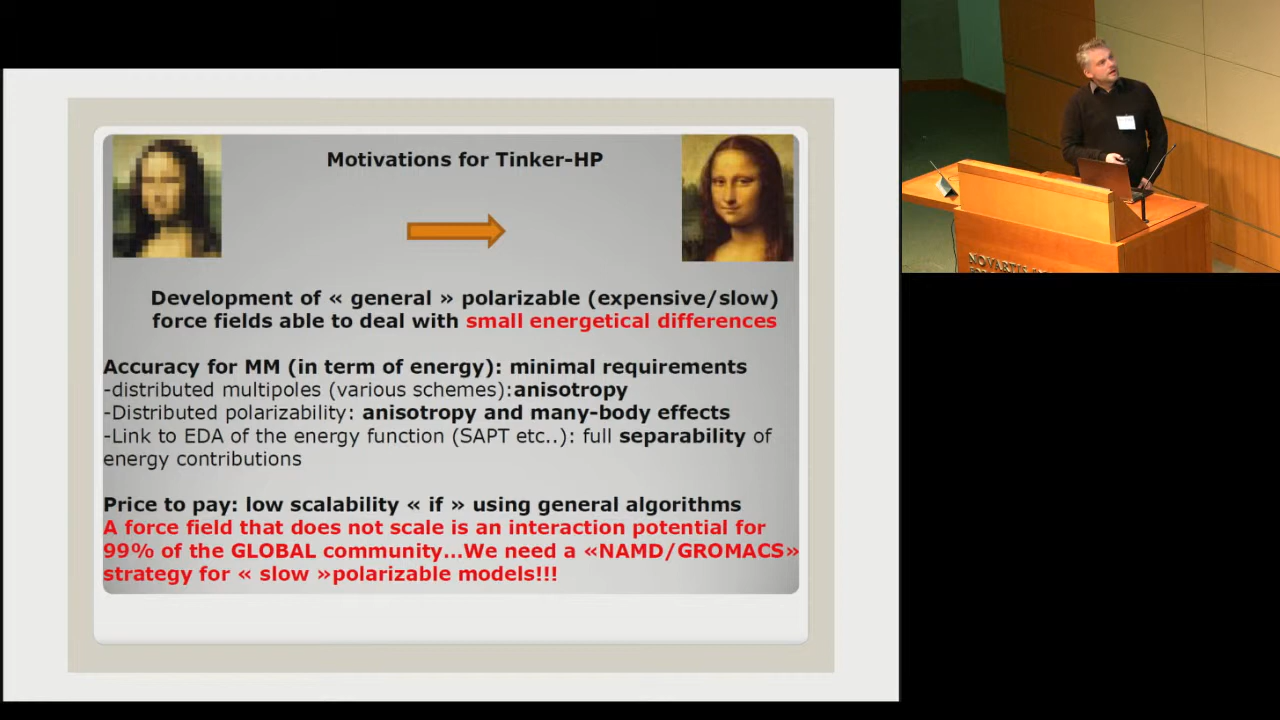 Motivations for Tinker-HP
Development of « general » polarizable (expensive/slow)
force fields able to deal with small energetical differences
Accuracy for MM (in term of energy): minimal requirements
-distributed multipoles (various schemes):anisotropy
-Distributed polarizability: anisotropy and many-body effects
-Link to EDA of the energy function (SAPT etc..): full separability of
energy contributions
Price to pay: low scalability « if » using general algorithms
A force field that does not scale is an interaction potential for
99% of the GLOBAL community...We need a «NAMD/GROMACS»
strategy for « slow »polarizable models!!!
NOVARTIS